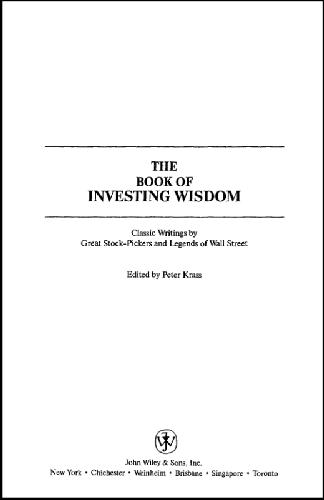 THE
BOOK OF
INVESTING WISDOM
Classic Writings by
Great Stock-Pickers and Legends of Wall Street
Edited by Peter Krass
John Wiley & Sons, Inc.
New York • Chichester • Weinheim • Brisbane • Singapore • Toronto